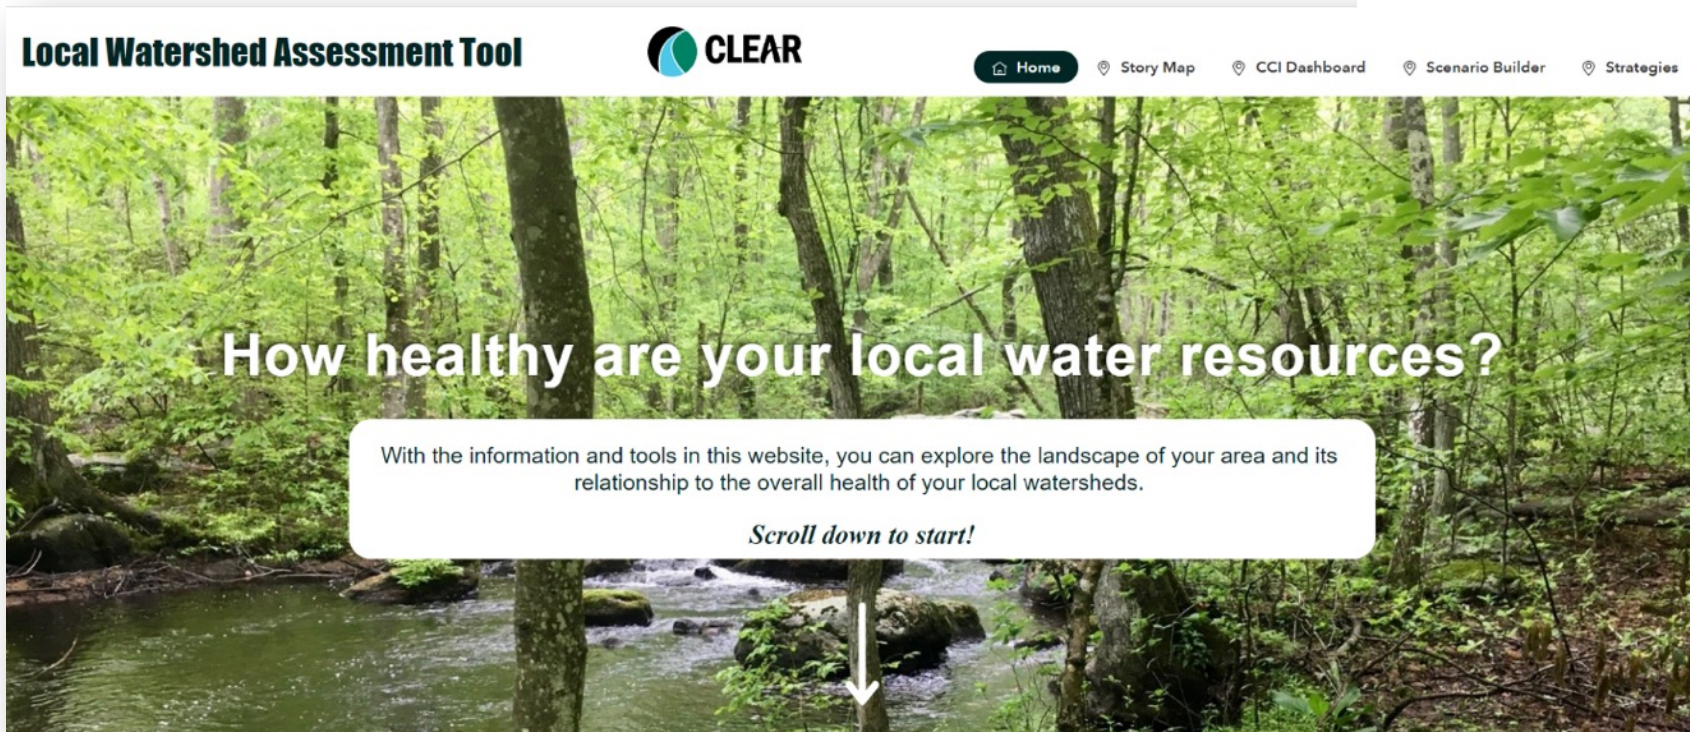 Local Watershed Assessment Tool
CLEAR
Home
Story Map
CCI Dashboard
Scenario Builder
Strategies
How healthy are your local water resources?
With the information and tools in this website, you can explore the landscape of your area and its
relationship to the overall health of your local watersheds.
Scroll down to start!